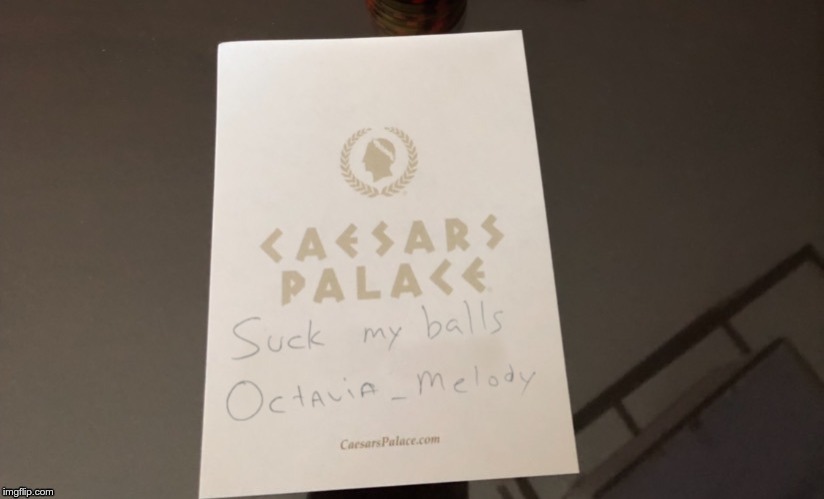 CAESARS
PALACE
Suck my balls
Octavia_Melody
CaesarsPalace.com
imgflip.com